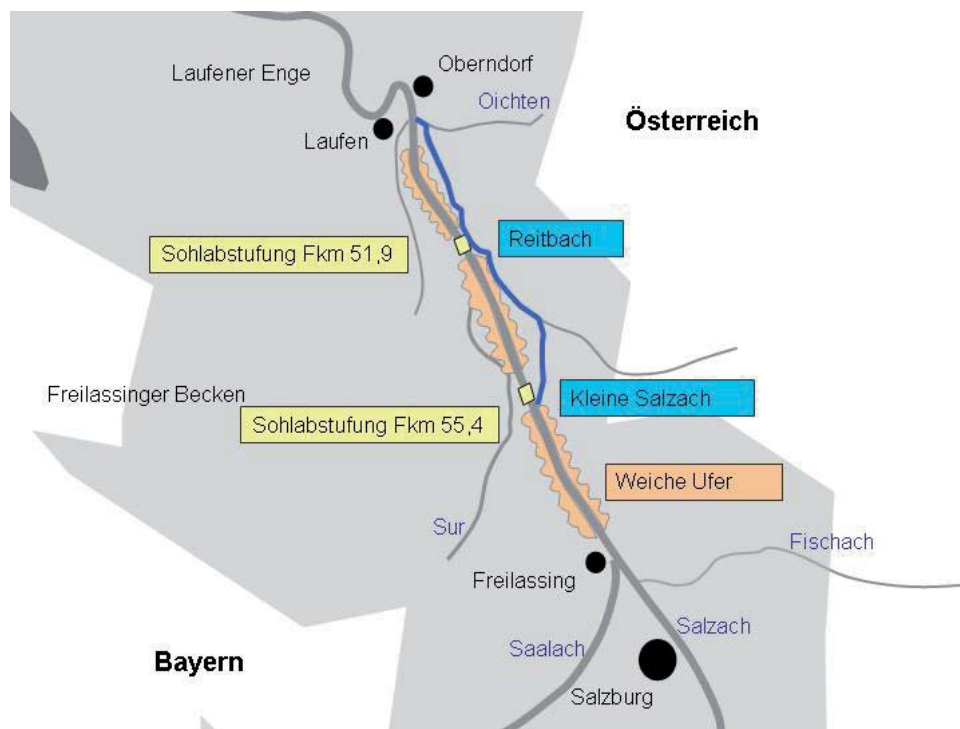 Oberndorf
Laufener Enge
Oichten
Österreich
Laufen
Reitbach
Sohlabstufung Fkm 51,9
Freilassinger Becken
Kleine Salzach
Sohlabstufung Fkm 55,4
Weiche Ufer
Sur
Fischach
Freilassing
Salzach
Saalach
Bayern
Salzburg